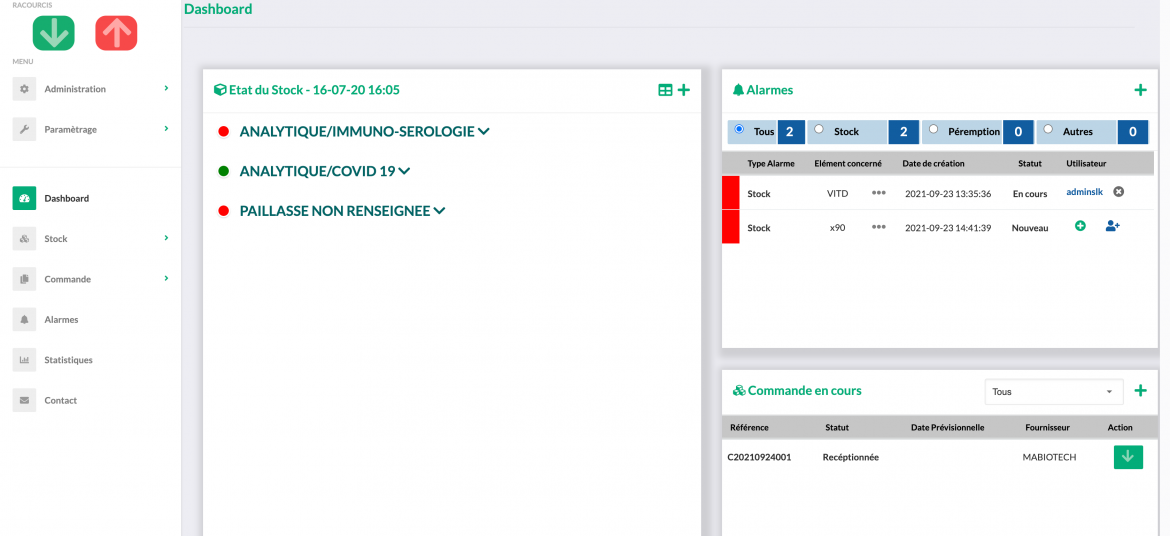 RACOURCIS
MENU
Administration
Paramètrage
Dashboard
Stock
Commande
Alarmes
Statistiques
Contact
Dashboard
Etat du Stock - 16-07-20 16:05
ANALYTIQUE/IMMUNO-SEROLOGIE
ANALYTIQUE/COVID 19
PAILLASSE NON RENSEIGNEE
Alarmes
Tous 2 Stock 2 Péremption 0 Autres 0
Type Alarme Elément concerné Date de création Statut Utilisateur
Stock VITD ••• 2021-09-23 13:35:36 En cours adminslk
Stock x90 ••• 2021-09-23 14:41:39 Nouveau
Commande en cours Tous
Référence Statut Date Prévisionnelle Fournisseur Action
C20210924001 Recéptionnée MABIOTECH